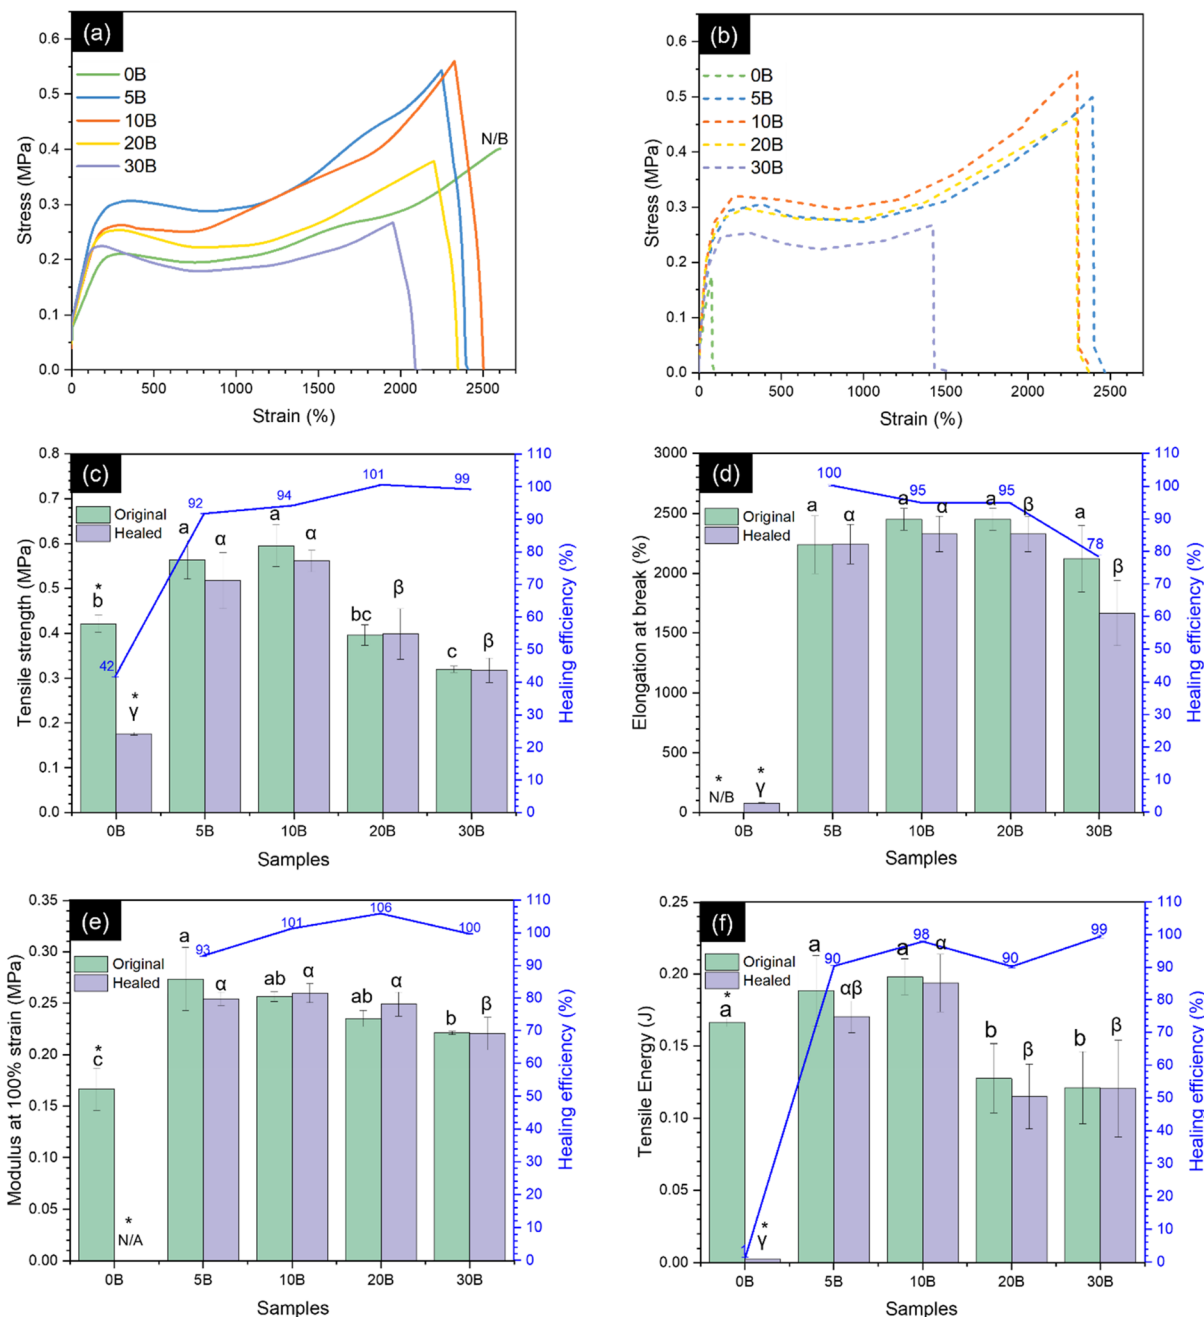 (a)
0B
5B
10B
20B
30B
N/B
0.6
0.5
0.4
0.3
0.2
0.1
0.0
Stress (MPa)
0 500 1000 1500 2000 2500
Strain (%)
(b)
0B
5B
10B
20B
30B
0.6
0.5
0.4
0.3
0.2
0.1
0.0
Stress (MPa)
0 500 1000 1500 2000 2500
Strain (%)
(c)
Original
Healed
0.8
0.7
0.6
0.5
0.4
0.3
0.2
0.1
0.0
Tensile strength (MPa)
* b
* γ
a α
a α
bc β
c β
42 92 94 101 99
110
100
90
80
70
60
50
40
30
20
10
0
Healing efficiency (%)
0B 5B 10B 20B 30B
Samples
(d)
Original
Healed
3000
2500
2000
1500
1000
500
0
Elongation at break (%)
* N/B
* γ
a α
a α
a β
a β
100 95 95 78
110
100
90
80
70
60
50
40
30
20
10
0
Healing efficiency (%)
0B 5B 10B 20B 30B
Samples
(e)
Original
Healed
0.35
0.30
0.25
0.20
0.15
0.10
0.05
0.00
Modulus at 100% strain (MPa)
* c
* N/A
a α
ab α
ab α
b β
93 101 106 100
110
100
90
80
70
60
50
40
30
20
10
0
Healing efficiency (%)
0B 5B 10B 20B 30B
Samples
(f)
Original
Healed
0.25
0.20
0.15
0.10
0.05
0.00
Tensile Energy (J)
* a
* γ
a αβ
a α
b β
b β
1 90 98 90 99
110
100
90
80
70
60
50
40
30
20
10
0
Healing efficiency (%)
0B 5B 10B 20B 30B
Samples